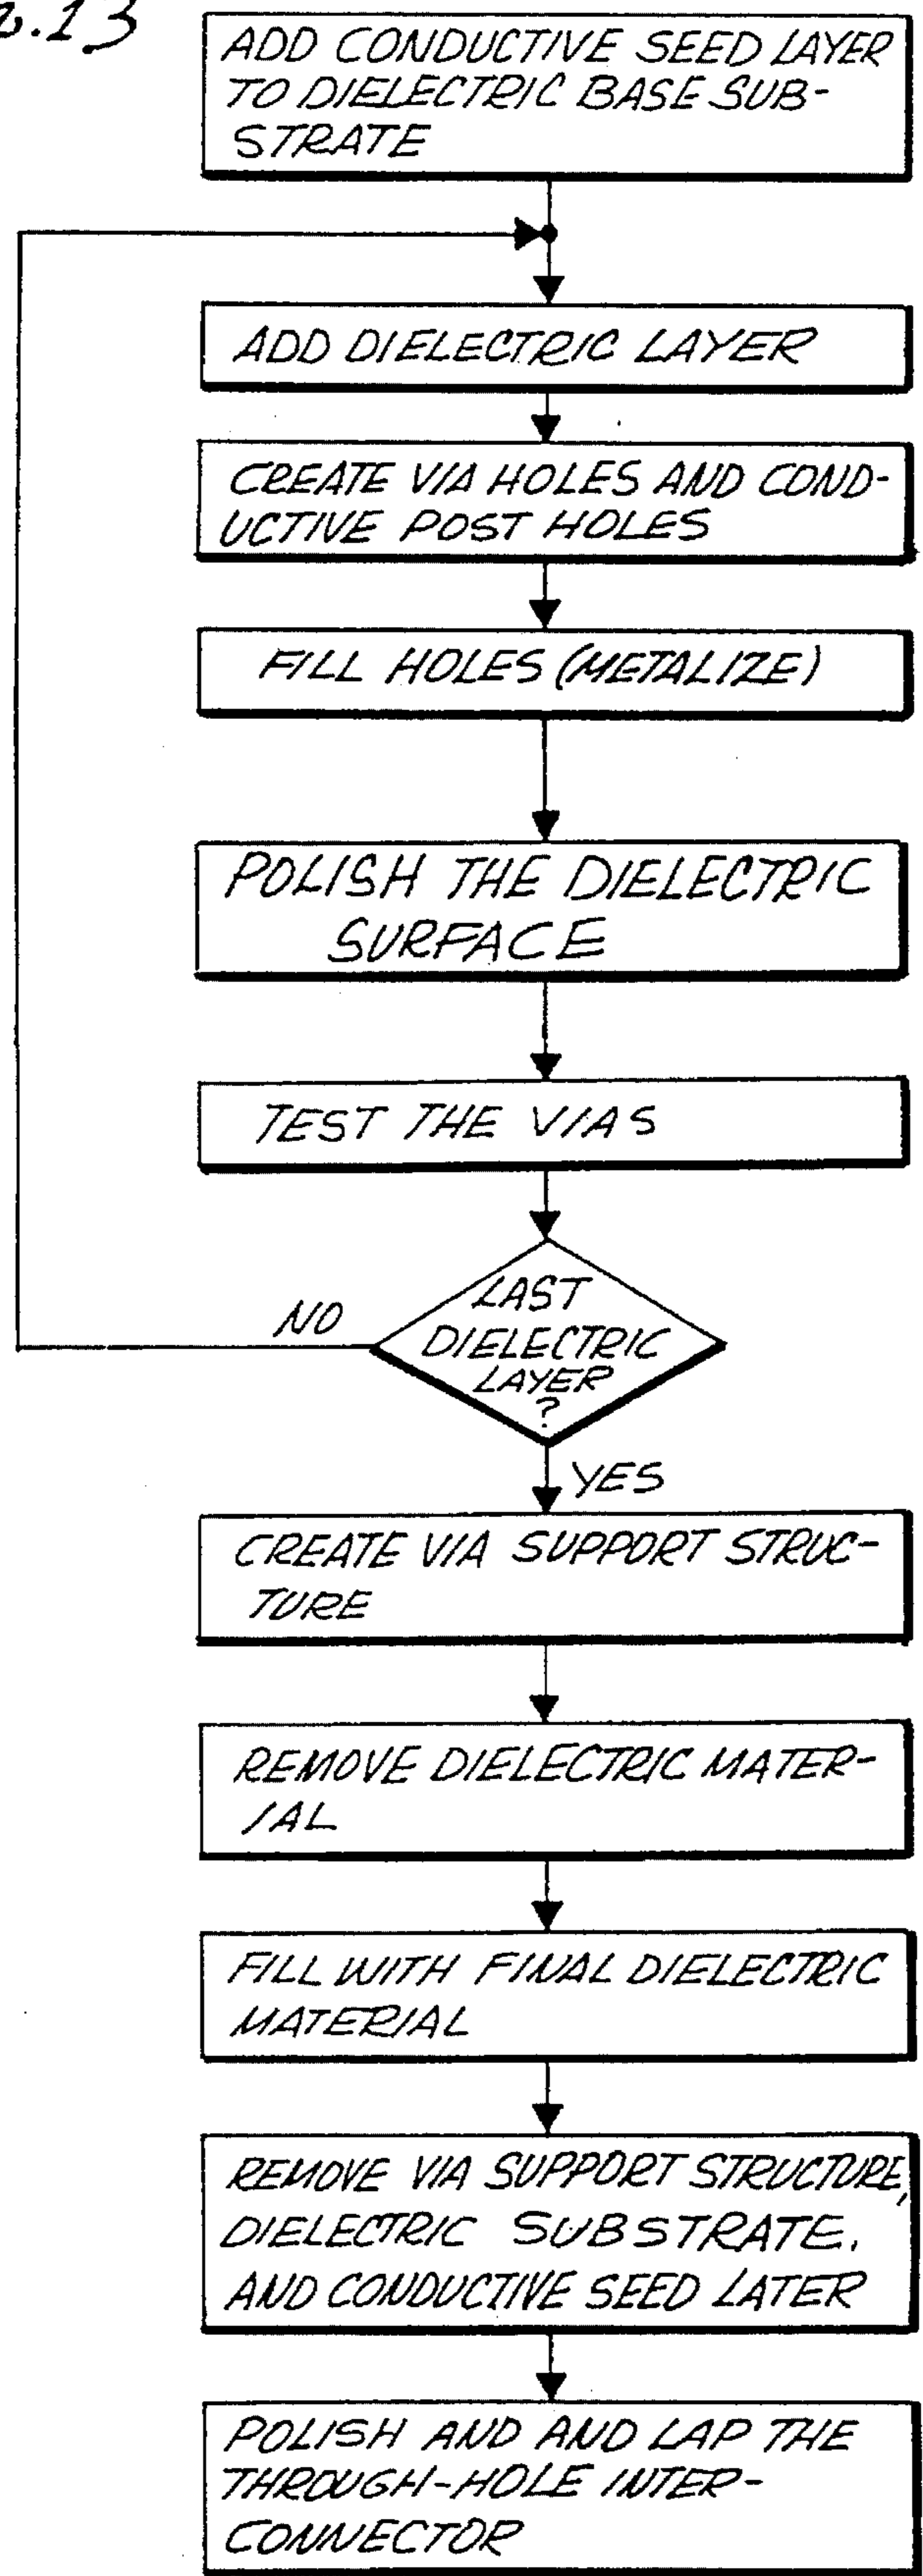 .13
ADD CONDUCTIVE SEED LAYER
TO DIELECTRIC BASE SUB-
STRATE
ADD DIELECTRIC LAYER
CREATE VIA HOLES AND COND-
UCTIVE POST HOLES
FILL HOLES (METALIZE)
POLISH THE DIELECTRIC
SURFACE
TEST THE VIAS
LAST
DIELECTRIC
LAYER
?
NO
YES
CREATE VIA SUPPORT STRUC-
TURE
REMOVE DIELECTRIC MATER-
IAL
FILL WITH FINAL DIELECTRIC
MATERIAL
REMOVE VIA SUPPORT STRUCTURE,
DIELECTRIC SUBSTRATE.
AND CONDUCTIVE SEED LATER
POLISH AND AND LAP THE
THROUGH-HOLE INTER-
CONNECTOR